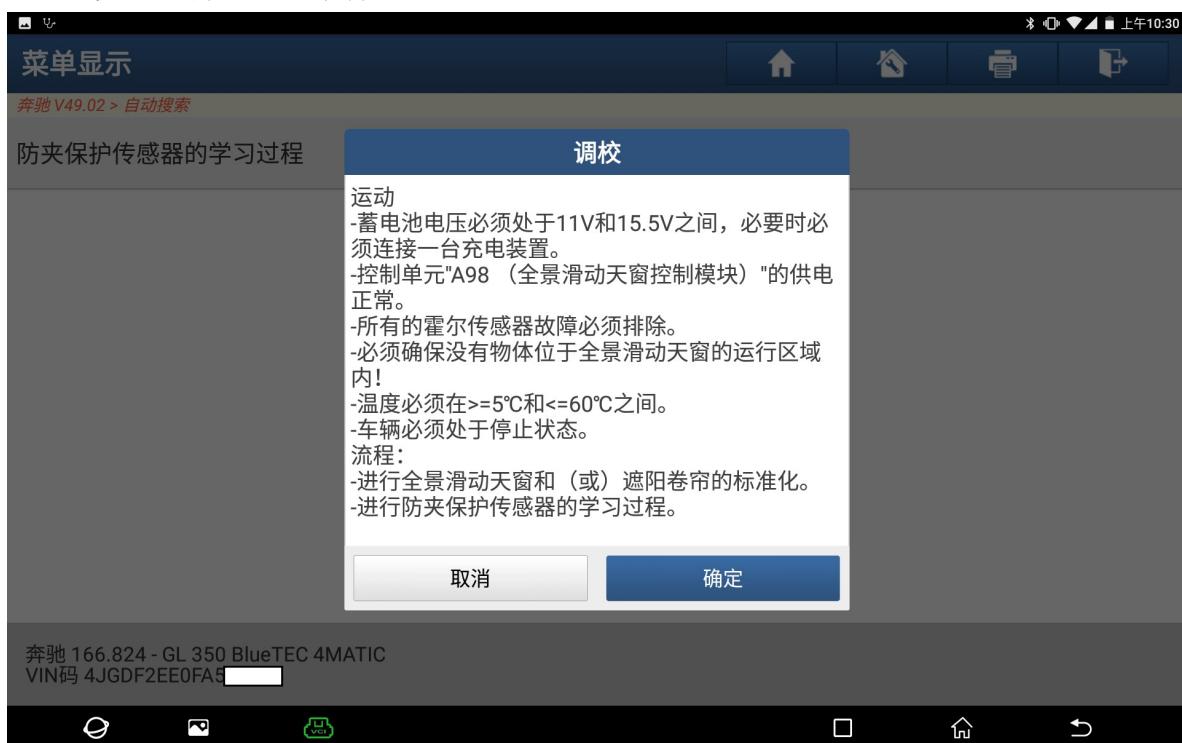 上午10:30
菜单显示
奔驰 V49.02 > 自动搜索
防夹保护传感器的学习过程
调校
运动
-蓄电池电压必须处于11V和15.5V之间，必要时必
须连接一台充电装置。
-控制单元"A98 （全景滑动天窗控制模块）"的供电
正常。
-所有的霍尔传感器故障必须排除。
-必须确保没有物体位于全景滑动天窗的运行区域
内！
-温度必须在>=5℃和<=60℃之间。
-车辆必须处于停止状态。
流程：
-进行全景滑动天窗和（或）遮阳卷帘的标准化。
-进行防夹保护传感器的学习过程。
取消
确定
奔驰 166.824 - GL 350 BlueTEC 4MATIC
VIN码 4JGDF2EE0FA5
VCI